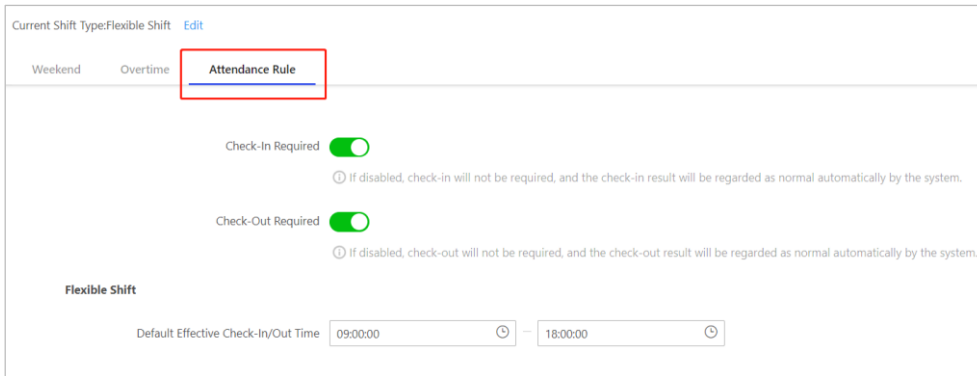 Current Shift Type:Flexible Shift Edit
Weekend Overtime Attendance Rule
Check-In Required
If disabled, check-in will not be required, and the check-in result will be regarded as normal automatically by the system.
Check-Out Required
If disabled, check-out will not be required, and the check-out result will be regarded as normal automatically by the system.
Flexible Shift
Default Effective Check-In/Out Time 09:00:00 – 18:00:00